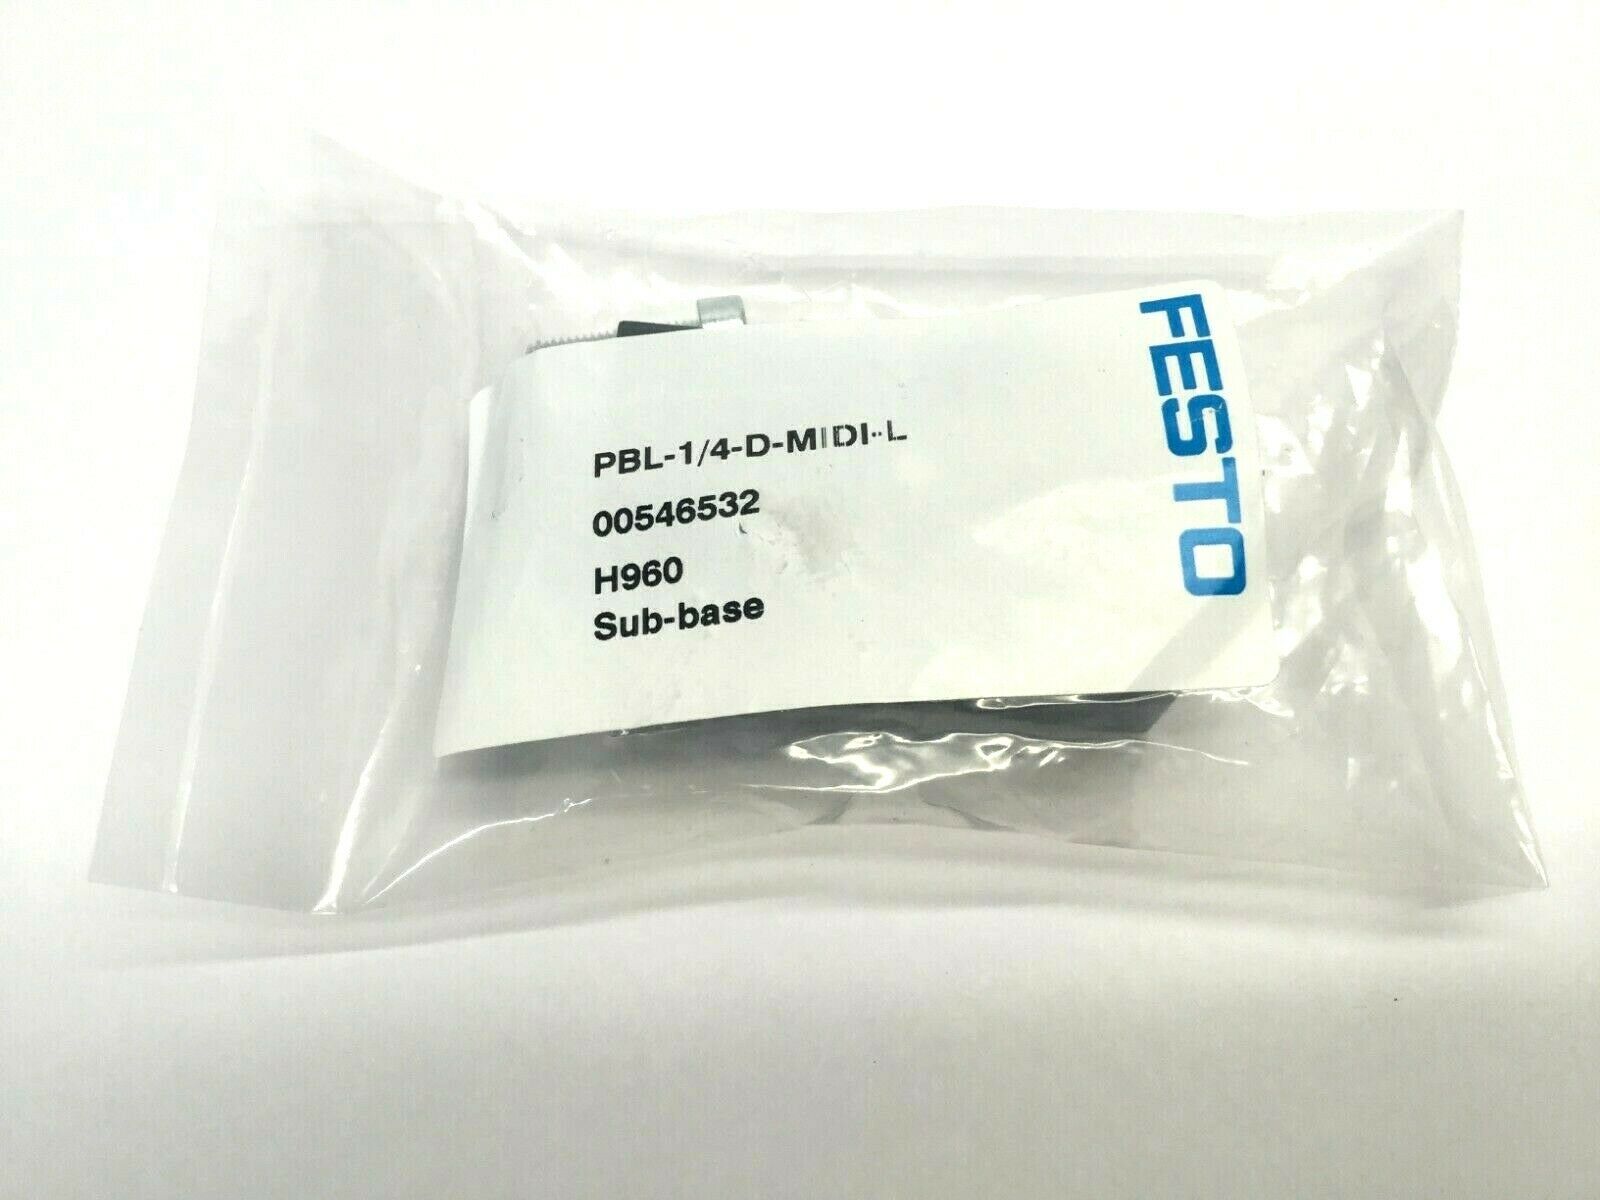 PBL-1/4-D-MIDI-L
00546532
H960
Sub-base
FESTO